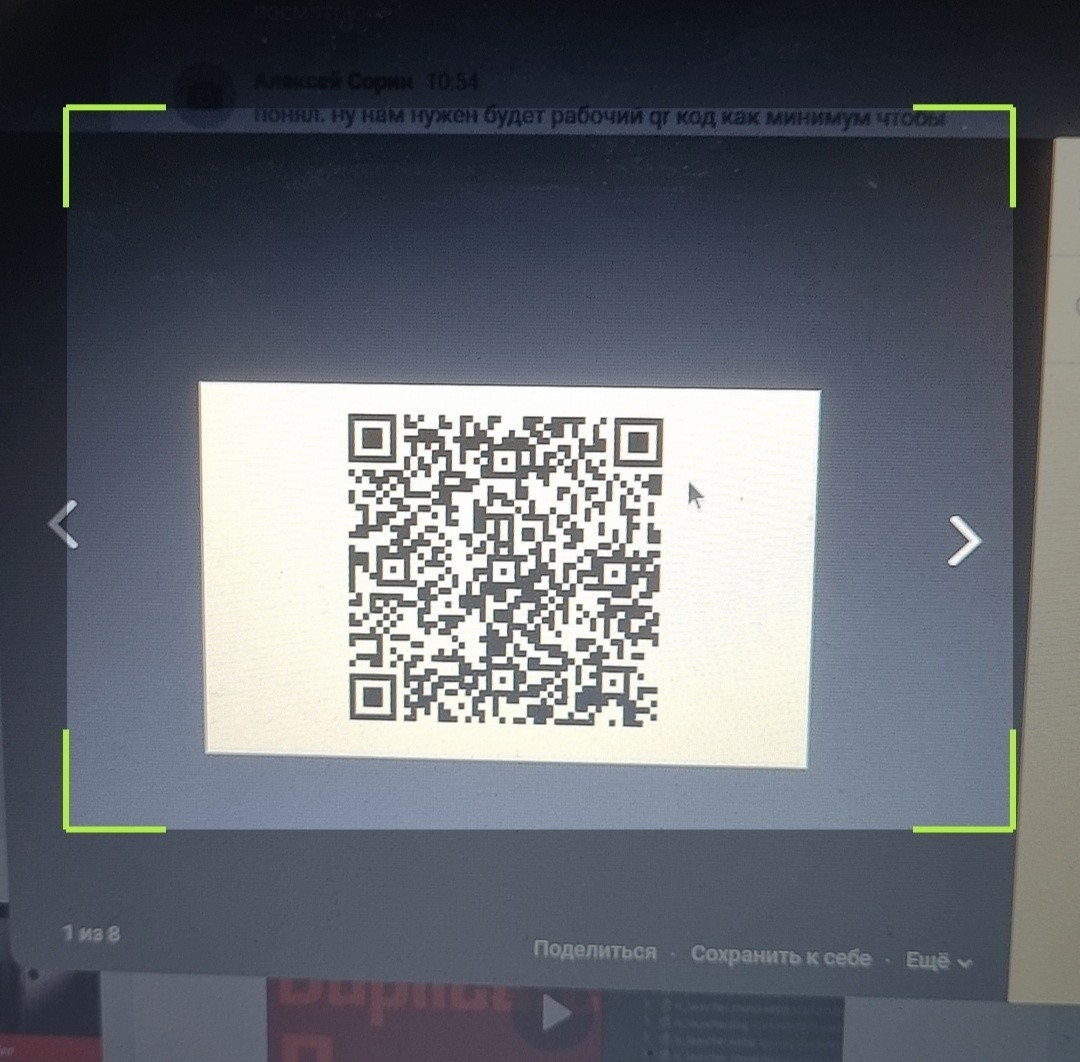 Алексей Сорин 10:54
понял. ну нам нужен будет рабочий qr код как минимум чтобы
1 из 8
Поделиться · Сохранить к себе · Ещё